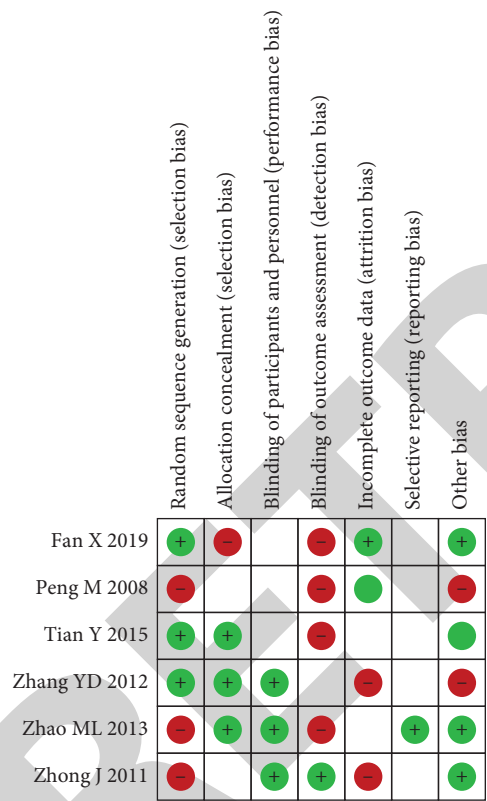 Random sequence generation (selection bias)
Allocation concealment (selection bias)
Blinding of participants and personnel (performance bias)
Blinding of outcome assessment (detection bias)
Incomplete outcome data (attrition bias)
Selective reporting (reporting bias)
Other bias
Fan X 2019 + – – + +
Peng M 2008 – – –
Tian Y 2015 + + –
Zhang YD 2012 + + + – –
Zhao ML 2013 – + + – + +
Zhong J 2011 – + + – +